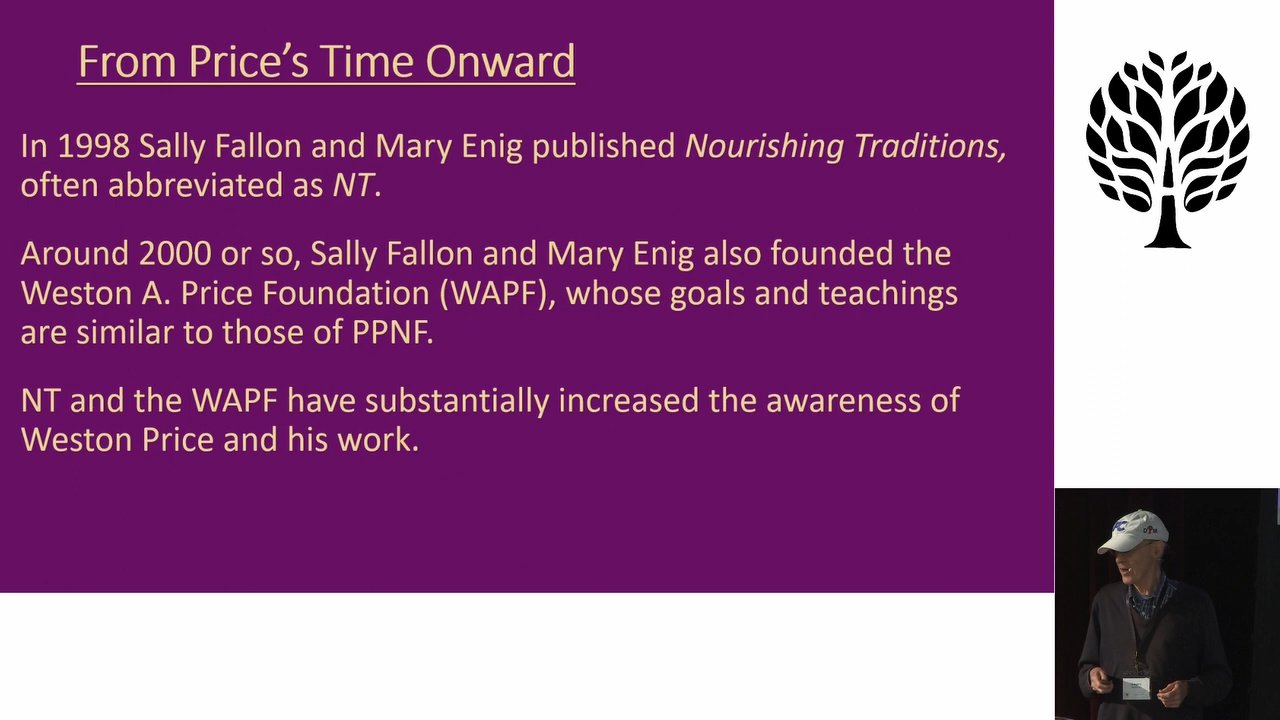 From Price's Time Onward
In 1998 Sally Fallon and Mary Enig published Nourishing Traditions,
often abbreviated as NT.
Around 2000 or so, Sally Fallon and Mary Enig also founded the
Weston A. Price Foundation (WAPF), whose goals and teachings
are similar to those of PPNF.
NT and the WAPF have substantially increased the awareness of
Weston Price and his work.